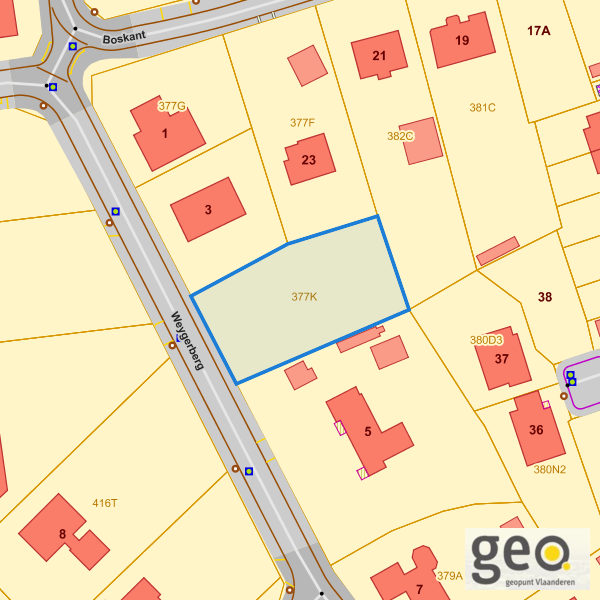 Boskant
19
21
17A
377G
1
377F
382C
381C
23
3
377K
Weygerberg
38
380D3
37
5
36
380N2
416T
8
379A
7
geo.
geopunt Vlaanderen